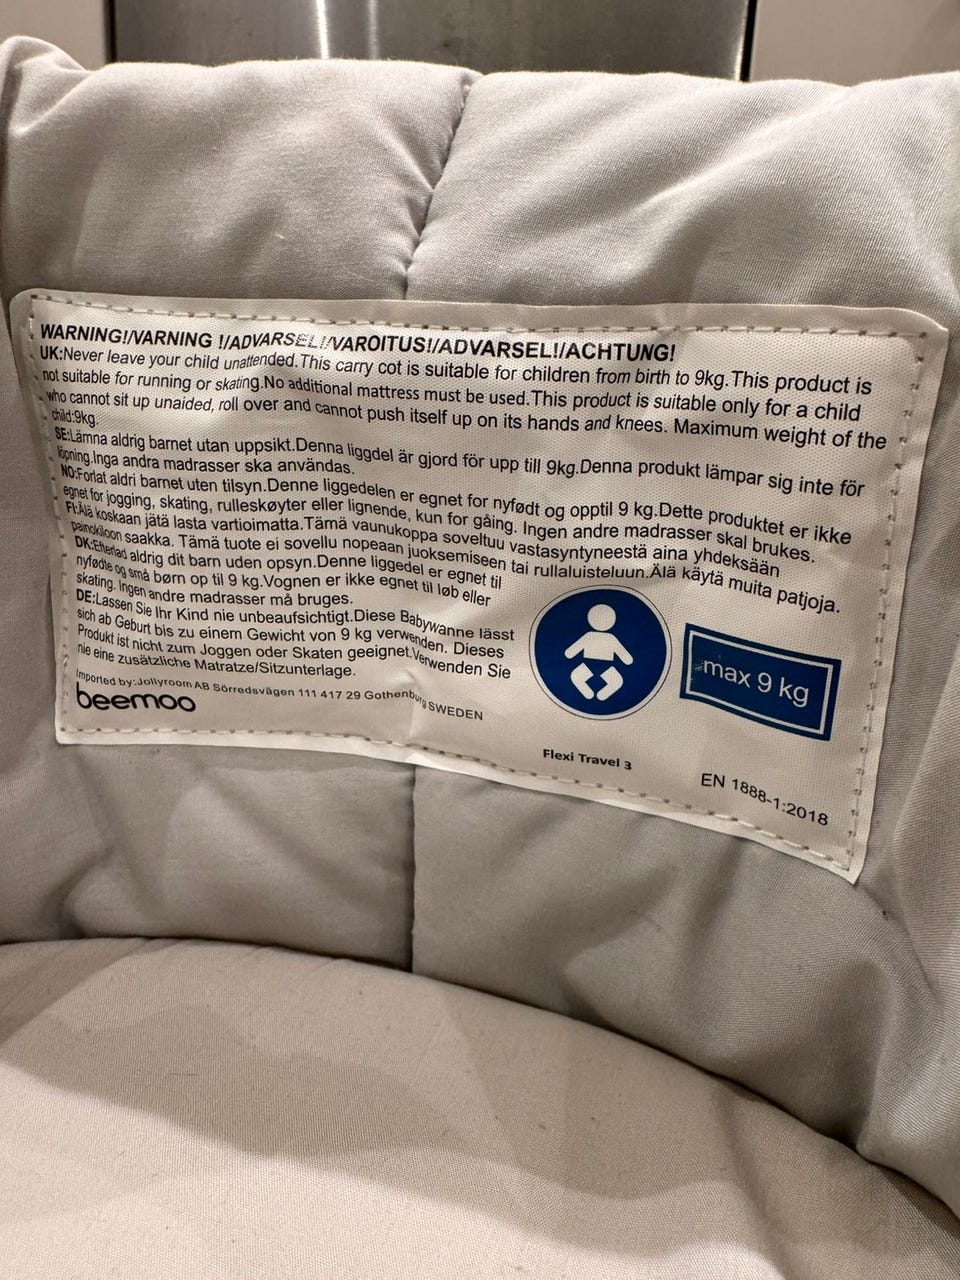 WARNING!/VARNING !/ADVARSEL!/VAROITUS!/ADVARSEL!/ACHTUNG!
UK:Never leave your child unattended.This carry cot is suitable for children from birth to 9kg.This product is
not suitable for running or skating.No additional mattress must be used.This product is suitable only for a child
who cannot sit up unaided, roll over and cannot push itself up on its hands and knees. Maximum weight of the
child:9kg.
SE:Lämna aldrig barnet utan uppsikt.Denna liggdel är gjord för upp till 9kg.Denna produkt lämpar sig inte för
löpning.Inga andra madrasser ska användas.
NO:Forlat aldri barnet uten tilsyn.Denne liggedelen er egnet for nyfødt og opptil 9 kg.Dette produktet er ikke
egnet for jogging, skating, rulleskøyter eller lignende, kun for gåing. Ingen andre madrasser skal brukes.
FI:Älä koskaan jätä lasta vartioimatta.Tämä vaunukoppa soveltuu vastasyntyneestä aina yhdeksään
painokiloon saakka. Tämä tuote ei sovellu nopeaan juoksemiseen tai rullaluisteluun.Älä käytä muita patjoja.
DK:Efterlad aldrig dit barn uden opsyn.Denne liggedel er egnet til
nyfødte og små børn op til 9 kg.Vognen er ikke egnet til løb eller
skating. Ingen andre madrasser må bruges.
DE:Lassen Sie Ihr Kind nie unbeaufsichtigt.Diese Babywanne lässt
sich ab Geburt bis zu einem Gewicht von 9 kg verwenden. Dieses
Produkt ist nicht zum Joggen oder Skaten geeignet.Verwenden Sie
nie eine zusätzliche Matratze/Sitzunterlage.
Imported by:Jollyroom AB Sörredsvägen 111 417 29 Gothenburg SWEDEN
beemoo
max 9 kg
Flexi Travel 3
EN 1888-1:2018